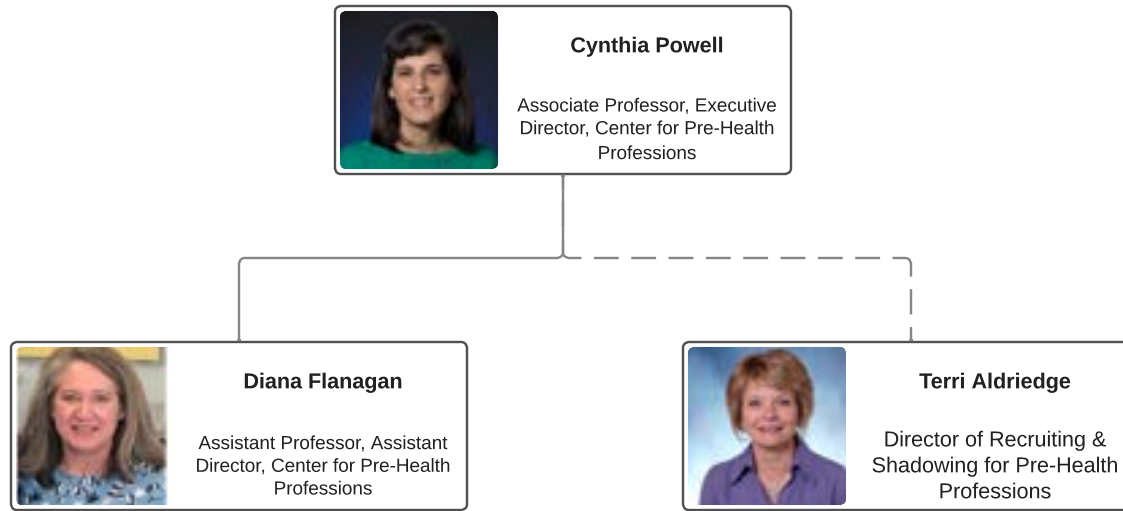 Cynthia Powell
Associate Professor, Executive
Director, Center for Pre-Health
Professions
Diana Flanagan
Assistant Professor, Assistant
Director, Center for Pre-Health
Professions
Terri Aldriedge
Director of Recruiting &
Shadowing for Pre-Health
Professions